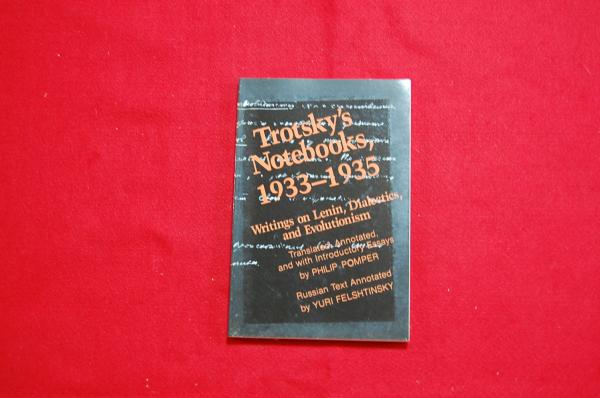 Trotsky's
Notebooks,
1933–1935
Writings on Lenin, Dialectics,
and Evolutionism
Translated, Annotated,
and with Introductory Essays
by PHILIP POMPER
Russian Text Annotated
by YURI FELSHTINSKY